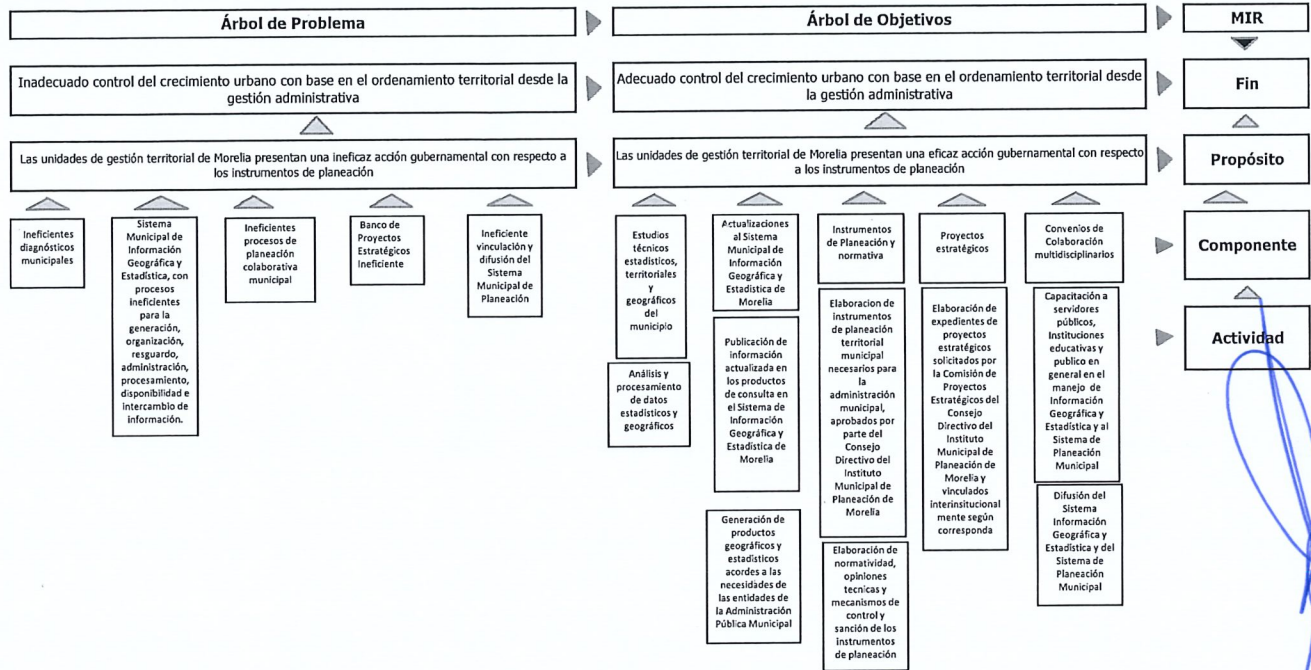 Árbol de Problema
Árbol de Objetivos
MIR
Inadecuado control del crecimiento urbano con base en el ordenamiento territorial desde la
gestión administrativa
Adecuado control del crecimiento urbano con base en el ordenamiento territorial desde
la gestión administrativa
Fin
Las unidades de gestión territorial de Morelia presentan una ineficaz acción gubernamental con respecto a
los instrumentos de planeación
Las unidades de gestión territorial de Morelia presentan una eficaz acción gubernamental con respecto
a los instrumentos de planeación
Propósito
Ineficientes
diagnósticos
municipales
Sistema
Municipal de
Información
Geográfica y
Estadística, con
procesos
ineficientes
para la
generación,
organización,
resguardo,
administración,
procesamiento,
disponibilidad e
intercambio de
información.
Ineficientes
procesos de
planeación
colaborativa
municipal
Banco de
Proyectos
Estratégicos
Ineficiente
Ineficiente
vinculación y
difusión del
Sistema
Municipal de
Planeación
Estudios
técnicos
estadísticos,
territoriales
y
geográficos
del
municipio
Actualizaciones
al Sistema
Municipal de
Información
Geográfica y
Estadística de
Morelia
Instrumentos
de Planeación y
normativa
Proyectos
estratégicos
Convenios de
Colaboración
multidisciplinarios
Componente
Análisis y
procesamiento
de datos
estadísticos y
geográficos
Publicación de
información
actualizada en
los productos
de consulta en
el Sistema de
Información
Geográfica y
Estadística de
Morelia
Elaboracion de
instrumentos
de planeación
territorial
municipal
necesarios para
la
administración
municipal,
aprobados por
parte del
Consejo
Directivo del
Instituto
Municipal de
Planeación de
Morelia
Elaboración de
expedientes de
proyectos
estratégicos
solicitados por
la Comisión de
Proyectos
Estratégicos del
Consejo
Directivo del
Instituto
Municipal de
Planeación de
Morelia y
vinculados
interinsitucional
mente según
corresponda
Capacitación a
servidores
públicos,
Instituciones
educativas y
publico en
general en el
manejo de
Información
Geográfica y
Estadística y al
Sistema de
Planeación
Municipal
Actividad
Generación de
productos
geográficos y
estadísticos
acordes a las
necesidades de
las entidades de
la Administración
Pública Municipal
Elaboración de
normatividad,
opiniones
tecnicas y
mecanismos de
control y
sanción de los
instrumentos
de planeación
Difusión del
Sistema
Información
Geográfica y
Estadística y del
Sistema de
Planeación
Municipal